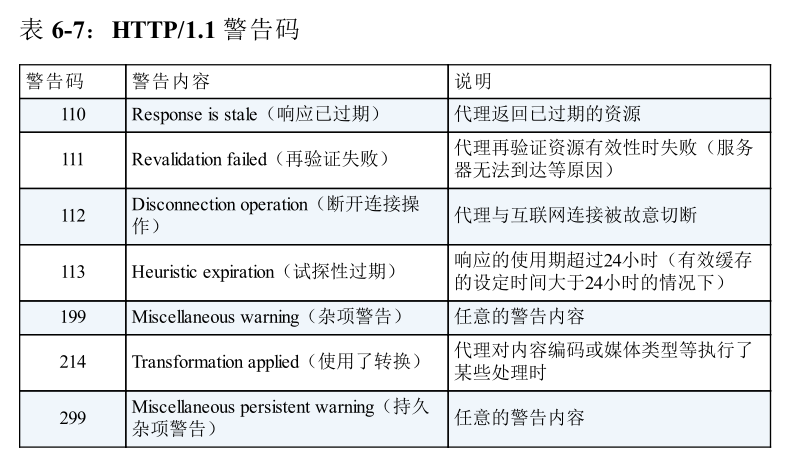 表 6-7：HTTP/1.1 警告码
警告码 警告内容 说明
110 Response is stale（响应已过期） 代理返回已过期的资源
111 Revalidation failed（再验证失败） 代理再验证资源有效性时失败（服务
器无法到达等原因）
112 Disconnection operation（断开连接操
作） 代理与互联网连接被故意切断
113 Heuristic expiration（试探性过期） 响应的使用期超过24小时（有效缓存
的设定时间大于24小时的情况下）
199 Miscellaneous warning（杂项警告） 任意的警告内容
214 Transformation applied（使用了转换） 代理对内容编码或媒体类型等执行了
某些处理时
299 Miscellaneous persistent warning（持久
杂项警告） 任意的警告内容